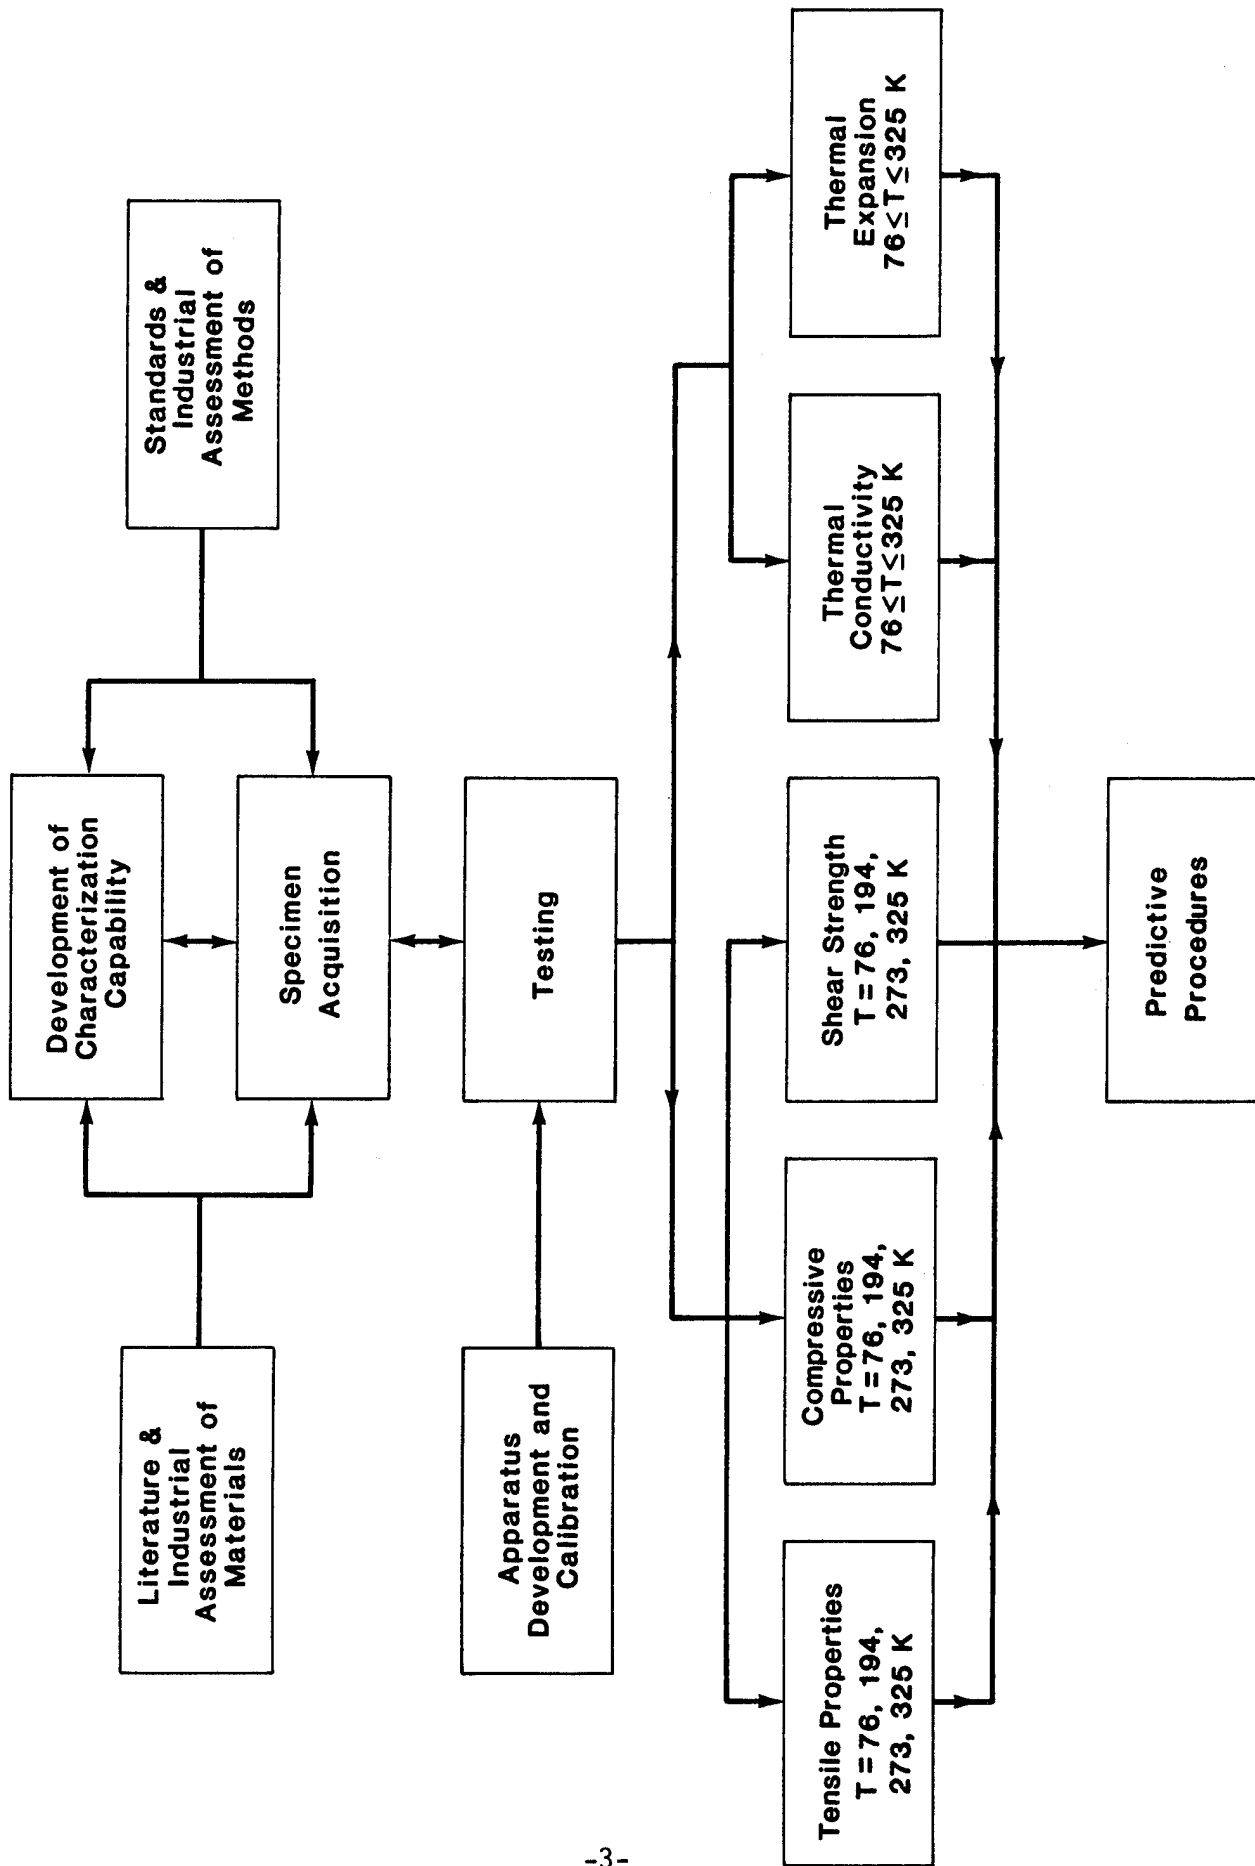 Development of
Characterization
Capability
Literature &
Industrial
Assessment of
Materials
Standards &
Industrial
Assessment of
Methods
Specimen
Acquisition
Apparatus
Development and
Calibration
Testing
Tensile Properties
T = 76, 194,
273, 325 K
Compressive
Properties
T = 76, 194,
273, 325 K
Shear Strength
T = 76, 194,
273, 325 K
Thermal
Conductivity
76≤T≤325 K
Thermal
Expansion
76≤T≤325 K
Predictive
Procedures
-3-